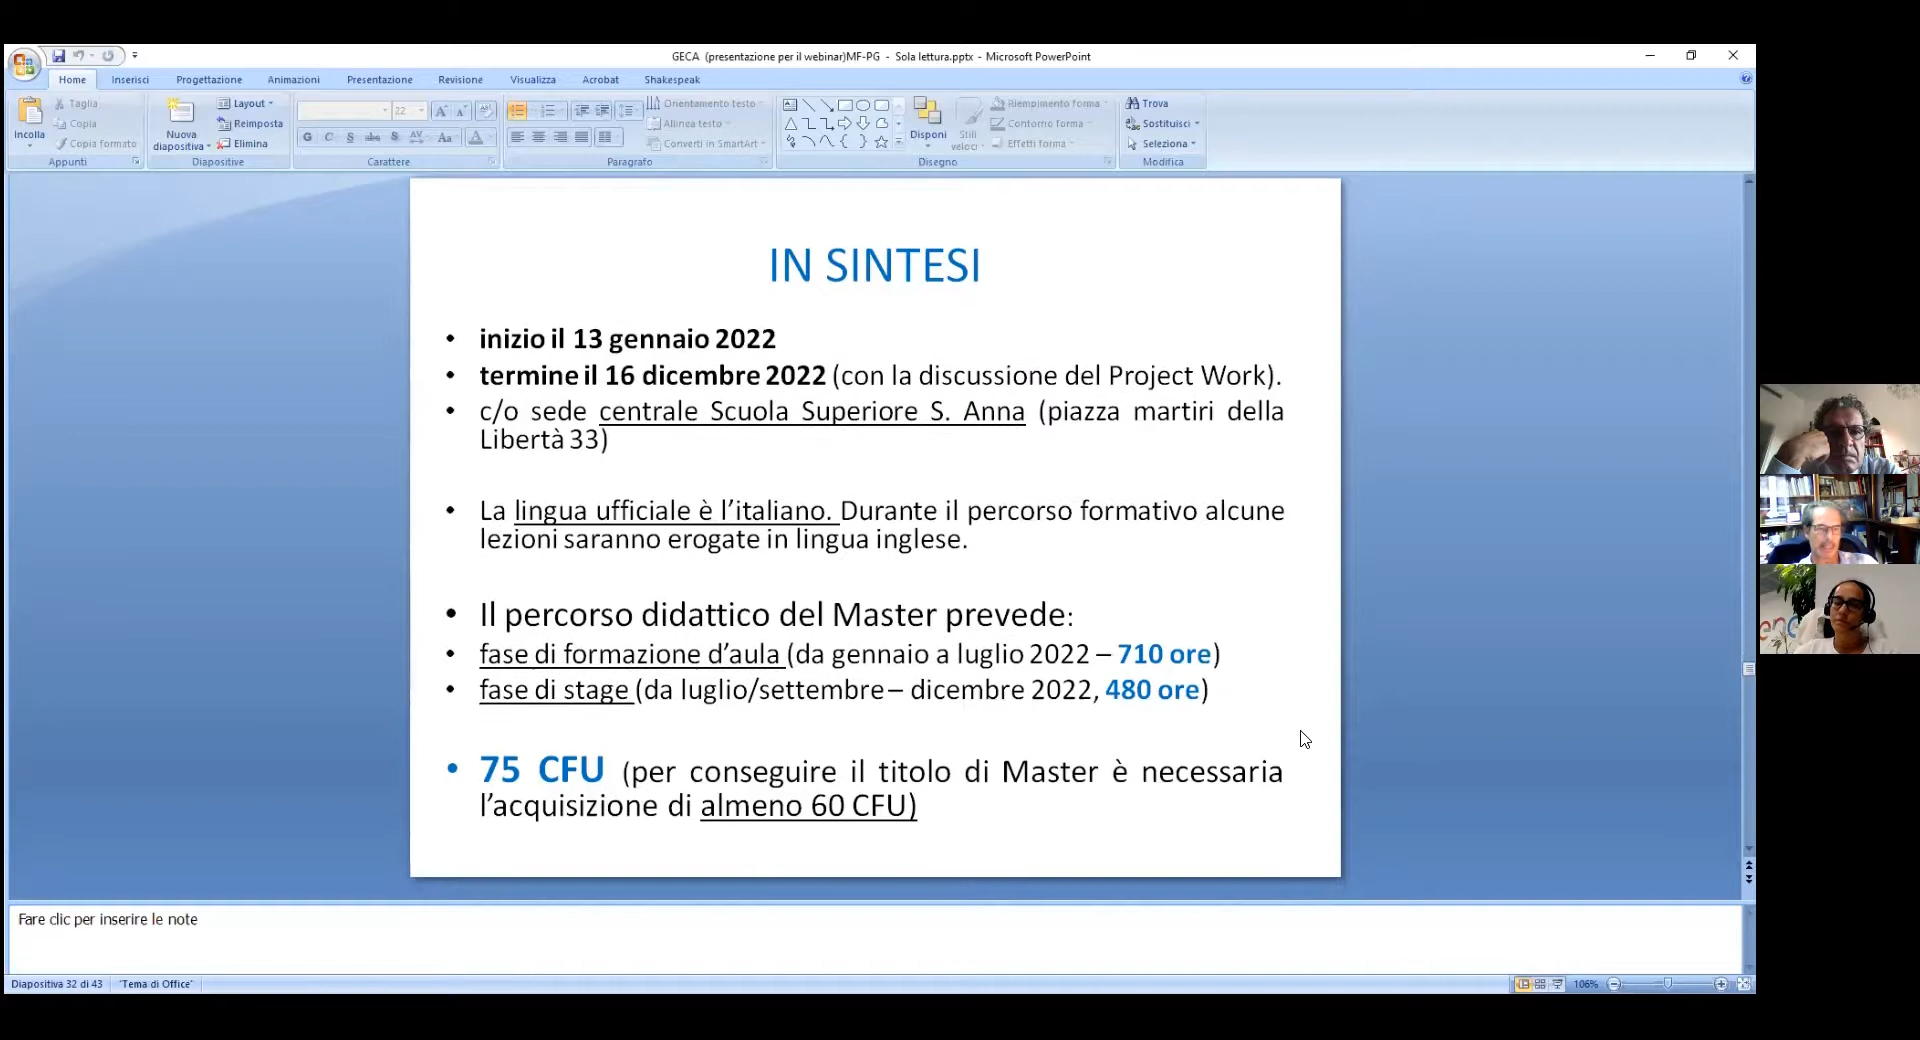 GECA (presentazione per il webinar)MF-PG - Sola lettura.pptx - Microsoft PowerPoint
Home Inserisci Progettazione Animazioni Presentazione Revisione Visualizza Acrobat Shakespeak
Incolla
Taglia
Copia
Copia formato
Appunti
Nuova
diapositiva
Layout
Reimposta
Elimina
Diapositive
22
G C S abc S AV Aa A
Carattere
Orientamento testo
Allinea testo
Converti in SmartArt
Paragrafo
Disponi
Stili
veloci
Riempimento forma
Contorno forma
Effetti forma
Disegno
Trova
Sostituisci
Seleziona
Modifica
IN SINTESI
• inizio il 13 gennaio 2022
• termine il 16 dicembre 2022 (con la discussione del Project Work).
• c/o sede centrale Scuola Superiore S. Anna (piazza martiri della
Libertà 33)
• La lingua ufficiale è l’italiano. Durante il percorso formativo alcune
lezioni saranno erogate in lingua inglese.
• Il percorso didattico del Master prevede:
• fase di formazione d’aula (da gennaio a luglio 2022 – 710 ore)
• fase di stage (da luglio/settembre – dicembre 2022, 480 ore)
• 75 CFU (per conseguire il titolo di Master è necessaria
l’acquisizione di almeno 60 CFU)
Fare clic per inserire le note
Diapositiva 32 di 43 "Tema di Office" 106%